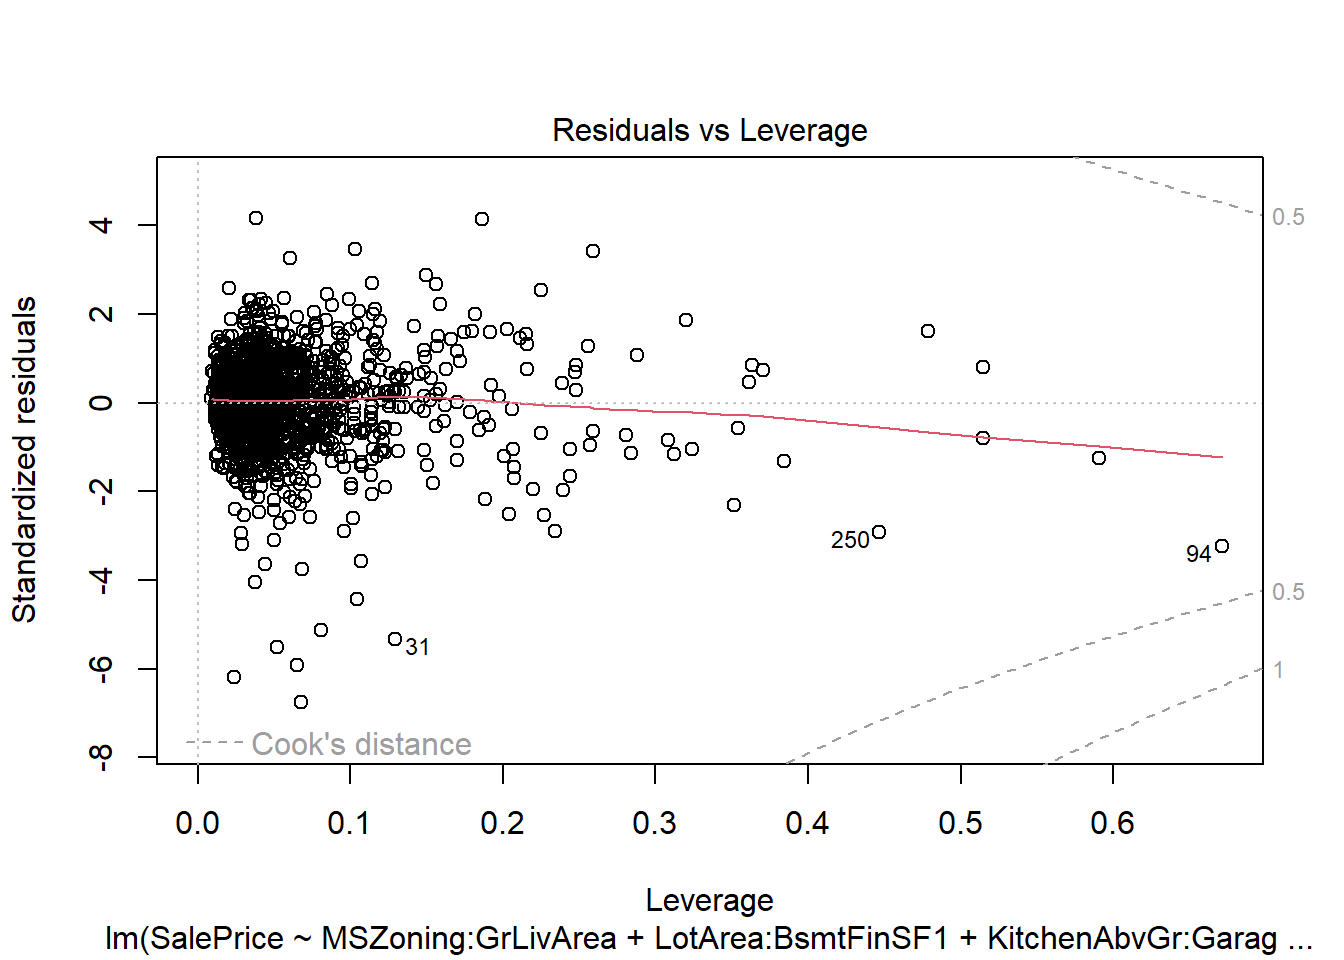 Residuals vs Leverage
Standardized residuals
4
2
0
-2
-4
-6
-8
0.5
0.5
1
250
94
31
Cook's distance
0.0 0.1 0.2 0.3 0.4 0.5 0.6
Leverage
lm(SalePrice ~ MSZoning:GrLivArea + LotArea:BsmtFinSF1 + KitchenAbvGr:Garag ...